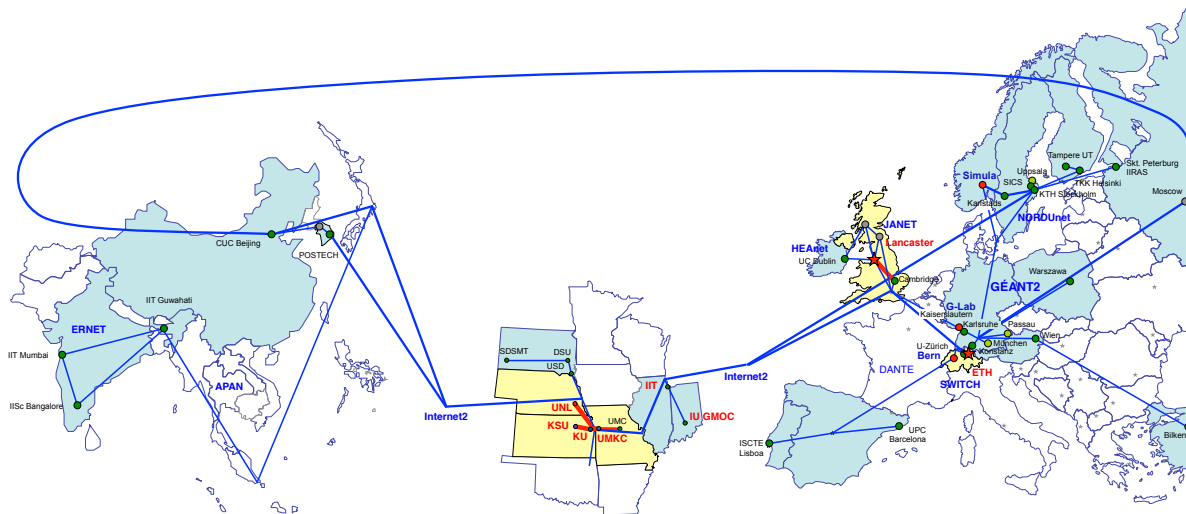 Tampere UT
Skt. Peterburg
IIRAS
Uppsala
Simula
SICS
TKK Helsinki
KTH Stockholm
Karlstads
Moscow
NORDUnet
JANET
Lancaster
HEAnet
UC Dublin
CUC Beijing
POSTECH
Warszawa
Cambridge
GÉANT2
IIT Guwahati
G-Lab
Kaiserslautern
Karlsruhe
Passau
ERNET
Wien
U-Zürich
München
Konstanz
Bern
IIT Mumbai
SDSMT
DSU
USD
ETH
DANTE
Internet2
SWITCH
APAN
IIT
IISc Bangalore
UNL
Internet2
IU GMOC
KSU
UMC
KU
UMKC
UPC
Barcelona
ISCTE
Lisboa
Bilken